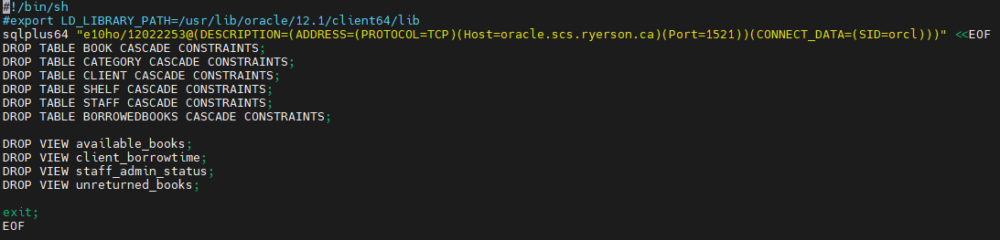 #!/bin/sh
#export LD_LIBRARY_PATH=/usr/lib/oracle/12.1/client64/lib
sqlplus64 "e10ho/12022253@(DESCRIPTION=(ADDRESS=(PROTOCOL=TCP)(Host=oracle.scs.ryerson.ca)(Port=1521))(CONNECT_DATA=(SID=orcl)))" <<EOF
DROP TABLE BOOK CASCADE CONSTRAINTS;
DROP TABLE CATEGORY CASCADE CONSTRAINTS;
DROP TABLE CLIENT CASCADE CONSTRAINTS;
DROP TABLE SHELF CASCADE CONSTRAINTS;
DROP TABLE STAFF CASCADE CONSTRAINTS;
DROP TABLE BORROWEDBOOKS CASCADE CONSTRAINTS;

DROP VIEW available_books;
DROP VIEW client_borrowtime;
DROP VIEW staff_admin_status;
DROP VIEW unreturned_books;

exit;
EOF